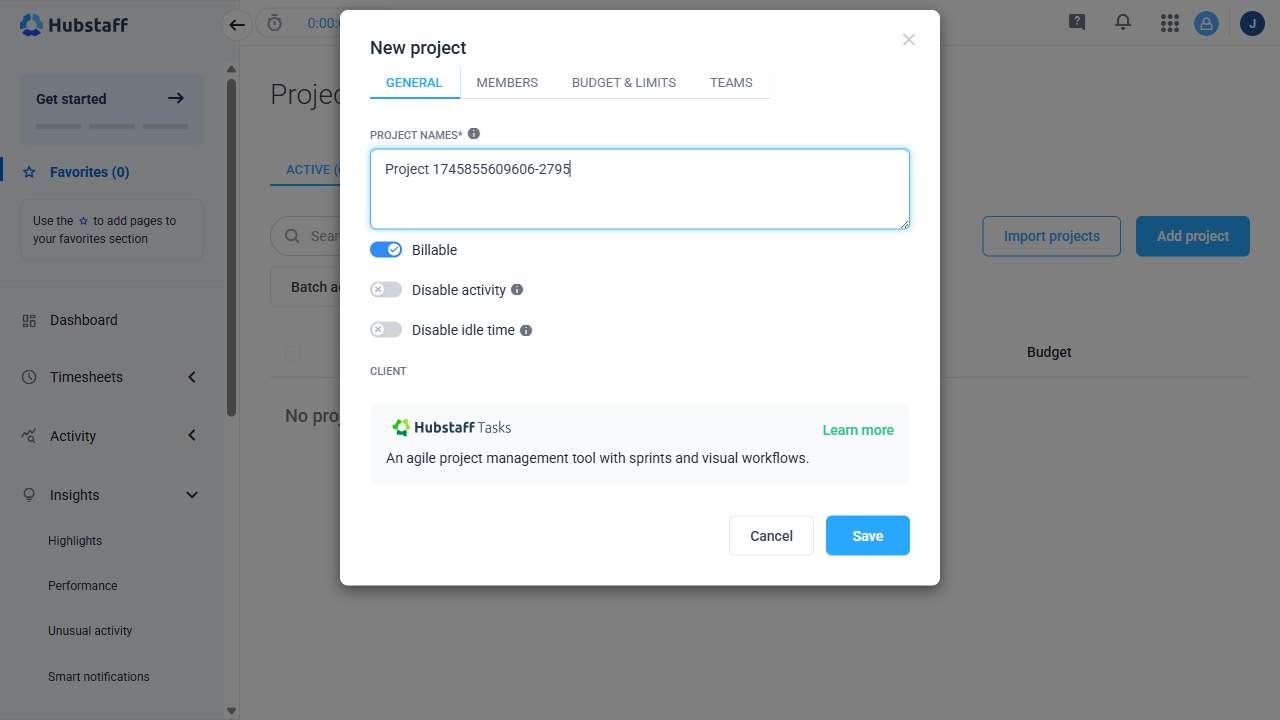 Hubstaff
0:00:
J
Get started
Favorites (0)
Use the to add pages to
your favorites section
Dashboard
Timesheets
Activity
Insights
Highlights
Performance
Unusual activity
Smart notifications
Projec
ACTIVE (
Sear
Import projects
Add project
Batch a
Budget
No proj
New project
GENERAL
MEMBERS
BUDGET & LIMITS
TEAMS
PROJECT NAMES*
Project 1745855609606-2795
Billable
Disable activity
Disable idle time
CLIENT
Hubstaff Tasks
Learn more
An agile project management tool with sprints and visual workflows.
Cancel
Save